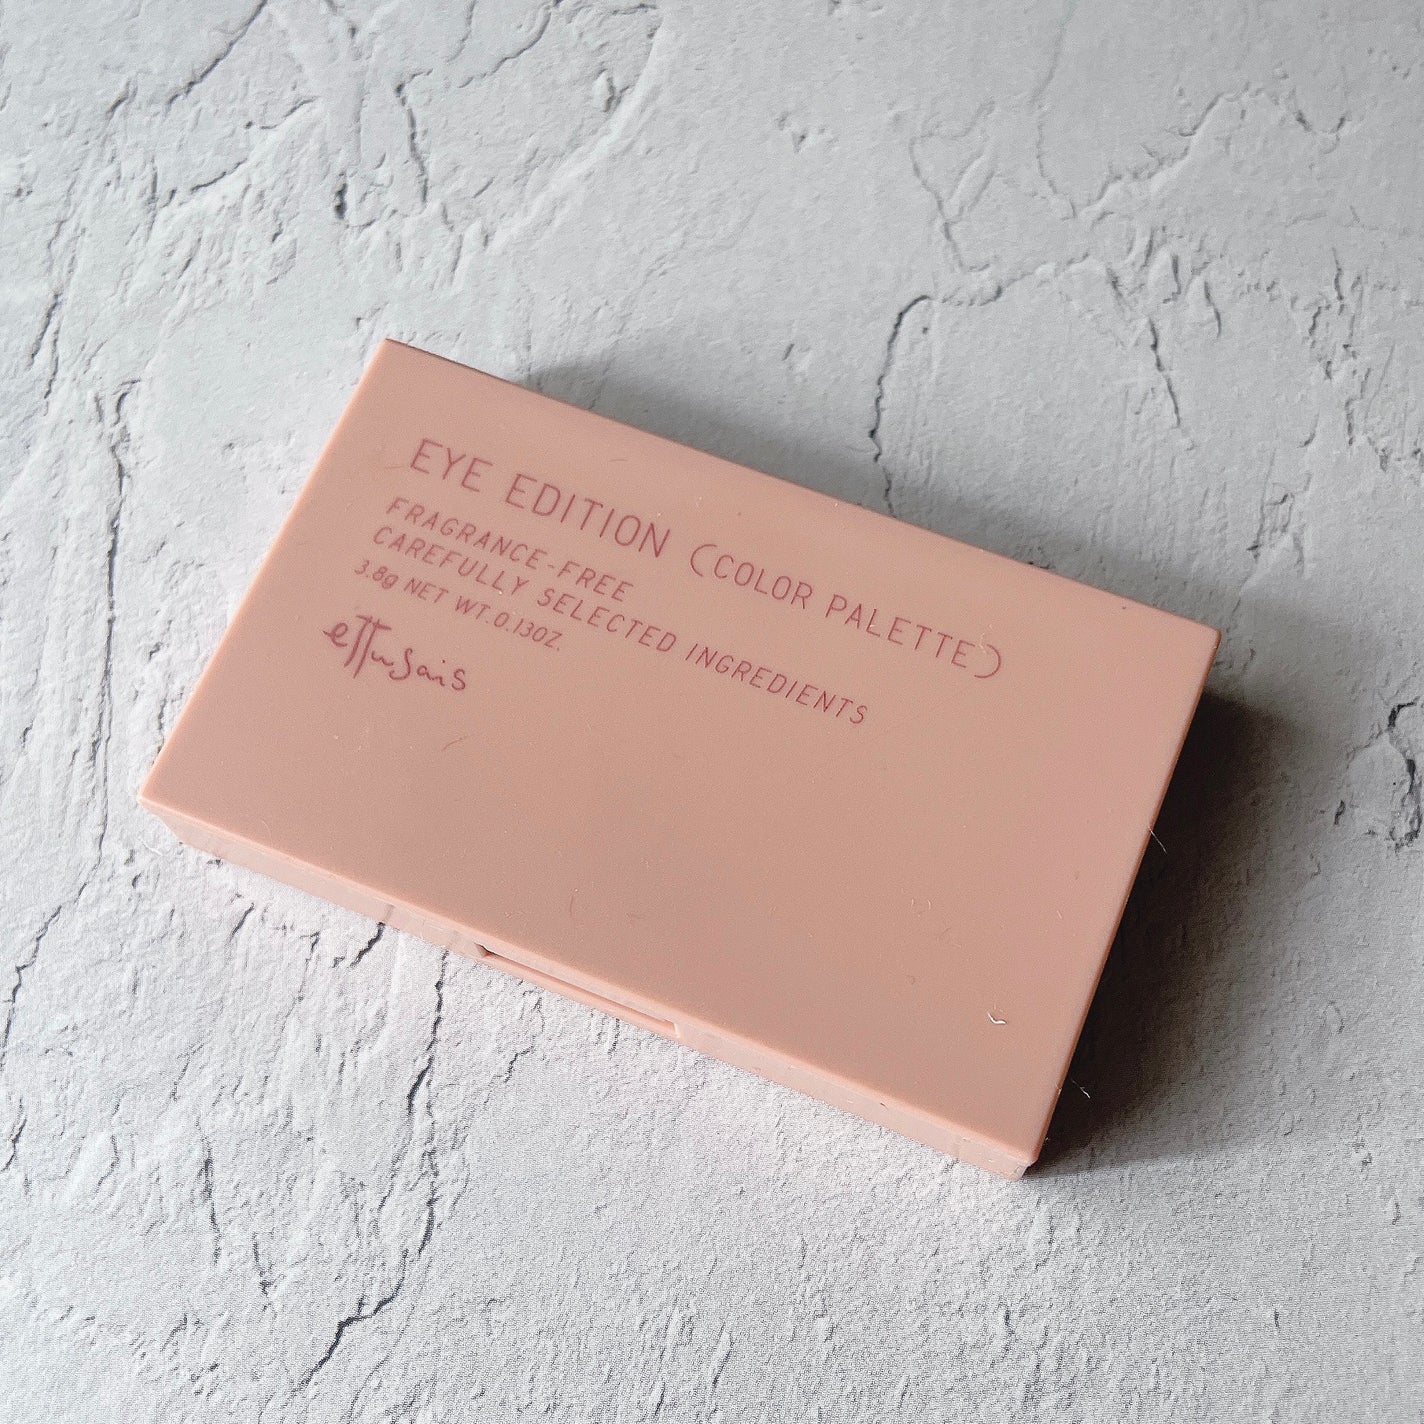 EYE EDITION (COLOR PALETTE)
FRAGRANCE-FREE
CAREFULLY SELECTED INGREDIENTS
3.8g NET WT.0.13OZ.
ettusais